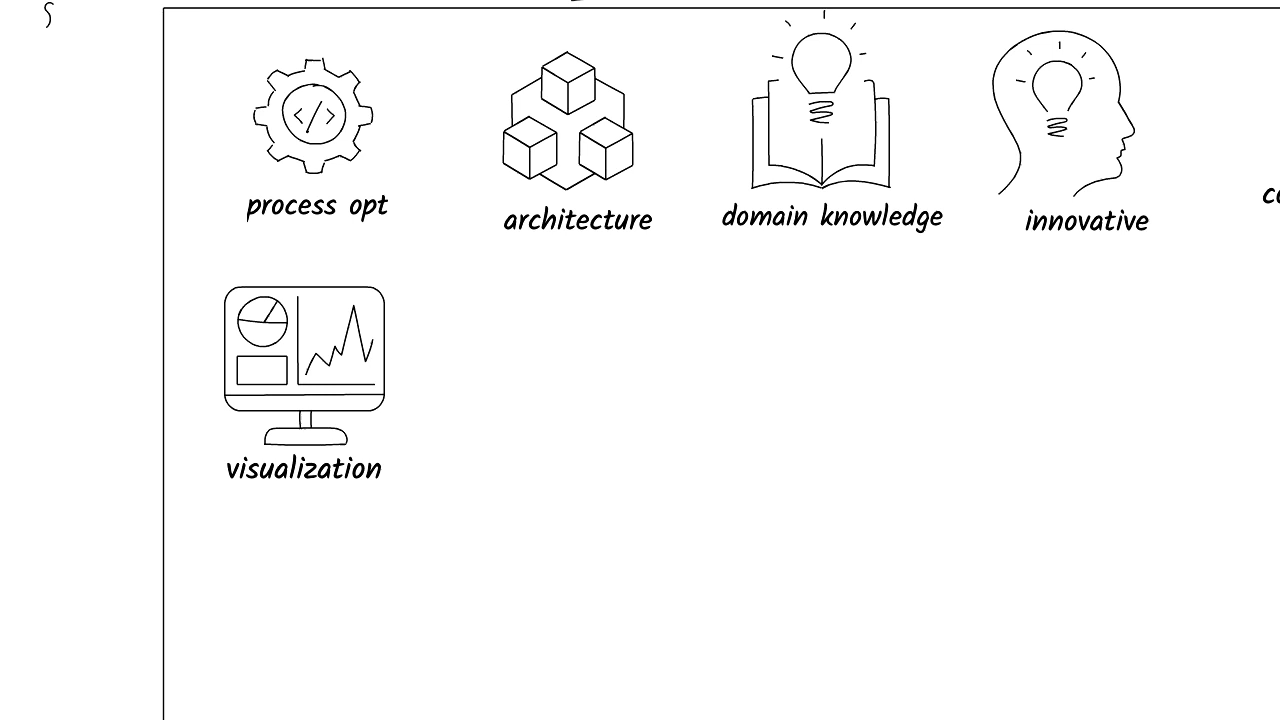 process opt
architecture
domain knowledge
innovative
visualization